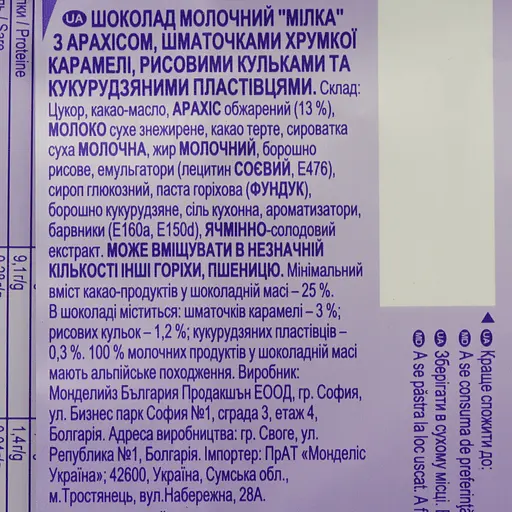 UA ШОКОЛАД МОЛОЧНИЙ "МІЛКА"
З АРАХІСОМ, ШМАТОЧКАМИ ХРУМКОЇ
КАРАМЕЛІ, РИСОВИМИ КУЛЬКАМИ ТА
КУКУРУДЗЯНИМИ ПЛАСТІВЦЯМИ. Склад:
Цукор, какао-масло, АРАХІС обжарений (13 %),
МОЛОКО сухе знежирене, какао терте, сироватка
суха МОЛОЧНА, жир МОЛОЧНИЙ, борошно
рисове, емульгатори (лецитин СОЄВИЙ, E476),
сироп глюкозний, паста горіхова (ФУНДУК),
борошно кукурудзяне, сіль кухонна, ароматизатори,
барвники (E160a, E150d), ЯЧМІННО-солодовий
екстракт. МОЖЕ ВМІЩУВАТИ В НЕЗНАЧНІЙ
КІЛЬКОСТІ ІНШІ ГОРІХИ, ПШЕНИЦЮ. Мінімальний
вміст какао-продуктів у шоколадній масі – 25 %.
В шоколаді міститься: шматочків карамелі – 3 %;
рисових кульок – 1,2 %; кукурудзяних пластівців –
0,3 %. 100 % молочних продуктів у шоколадній масі
мають альпійське походження. Виробник:
Мондилийз България Продакшън ЕООД, гр. София,
ул. Бизнес парк София №1, сграда 3, етаж 4,
Болгарія. Адреса виробництва: гр. Своге, ул.
Република №1, Болгарія. Імпортер: ПрАТ «Монделіс
Україна»; 42600, Україна, Сумська обл.,
м.Тростянець, вул.Набережна, 28А.
/ Proteine
9,1 г/g
1,4 г/g
UA Краще спожити до:
RO A se consuma de preferin
UA Зберігати в сухому місці.
RO A se păstra la loc uscat. A f